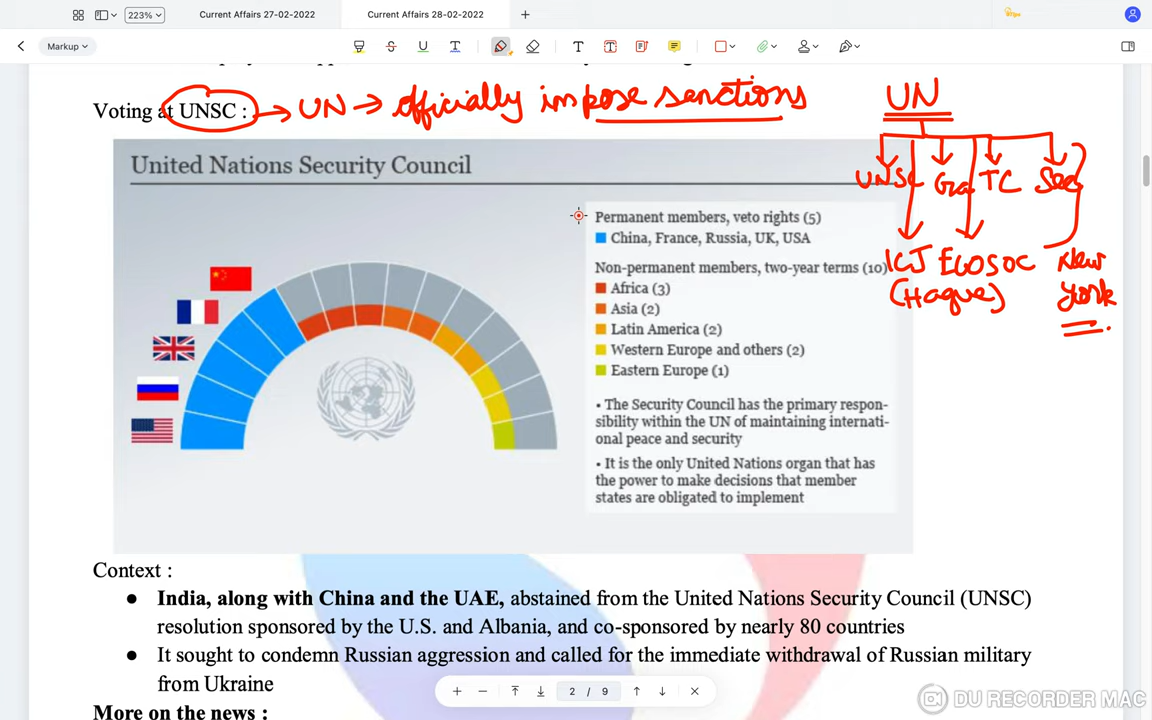 223%
Current Affairs 27-02-2022
Current Affairs 28-02-2022
Markup
Voting at UNSC :
→ UN → officially impose sanctions
UN
UNSC GA TC Sec
ICJ ECOSOC New
(Hague) York
United Nations Security Council
Permanent members, veto rights (5)
China, France, Russia, UK, USA
Non-permanent members, two-year terms (10)
Africa (3)
Asia (2)
Latin America (2)
Western Europe and others (2)
Eastern Europe (1)
• The Security Council has the primary respon-
sibility within the UN of maintaining internati-
onal peace and security
• It is the only United Nations organ that has
the power to make decisions that member
states are obligated to implement
Context :
● India, along with China and the UAE, abstained from the United Nations Security Council (UNSC)
resolution sponsored by the U.S. and Albania, and co-sponsored by nearly 80 countries
● It sought to condemn Russian aggression and called for the immediate withdrawal of Russian military
from Ukraine
2 / 9
More on the news :
DU RECORDER MAC